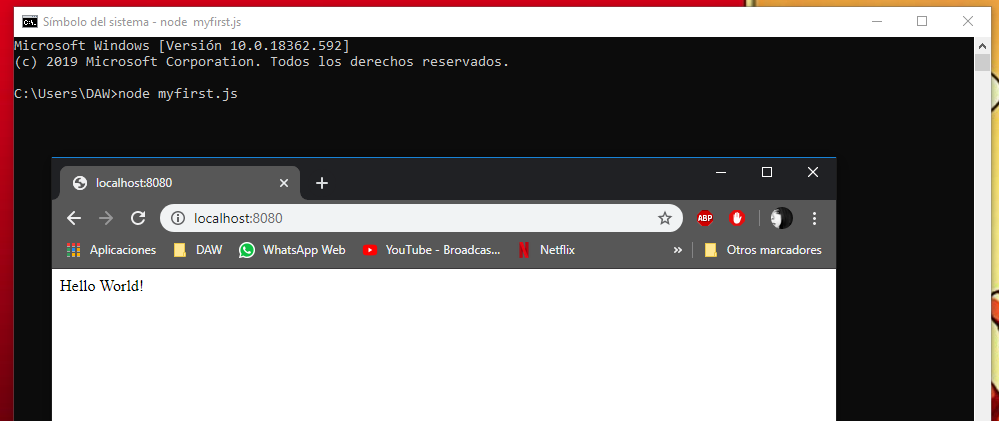 Símbolo del sistema - node  myfirst.js
Microsoft Windows [Versión 10.0.18362.592]
(c) 2019 Microsoft Corporation. Todos los derechos reservados.
C:\Users\DAW>node myfirst.js
localhost:8080
localhost:8080
ABP
Aplicaciones DAW WhatsApp Web YouTube - Broadcas... Netflix » Otros marcadores
Hello World!